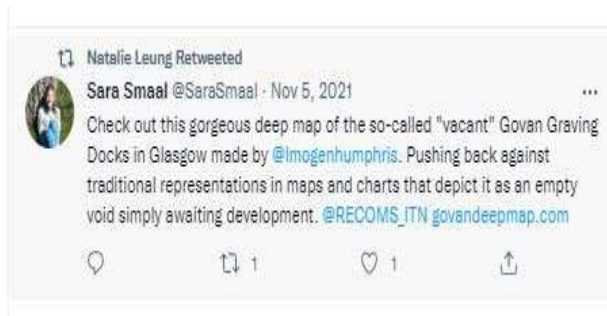 Natalie Leung Retweeted
Sara Smaal @SaraSmaal · Nov 5, 2021
Check out this gorgeous deep map of the so-called "vacant" Govan Graving
Docks in Glasgow made by @Imogenhumphris. Pushing back against
traditional representations in maps and charts that depict it as an empty
void simply awaiting development. @RECOMS_ITN govandeepmap.com
1 1